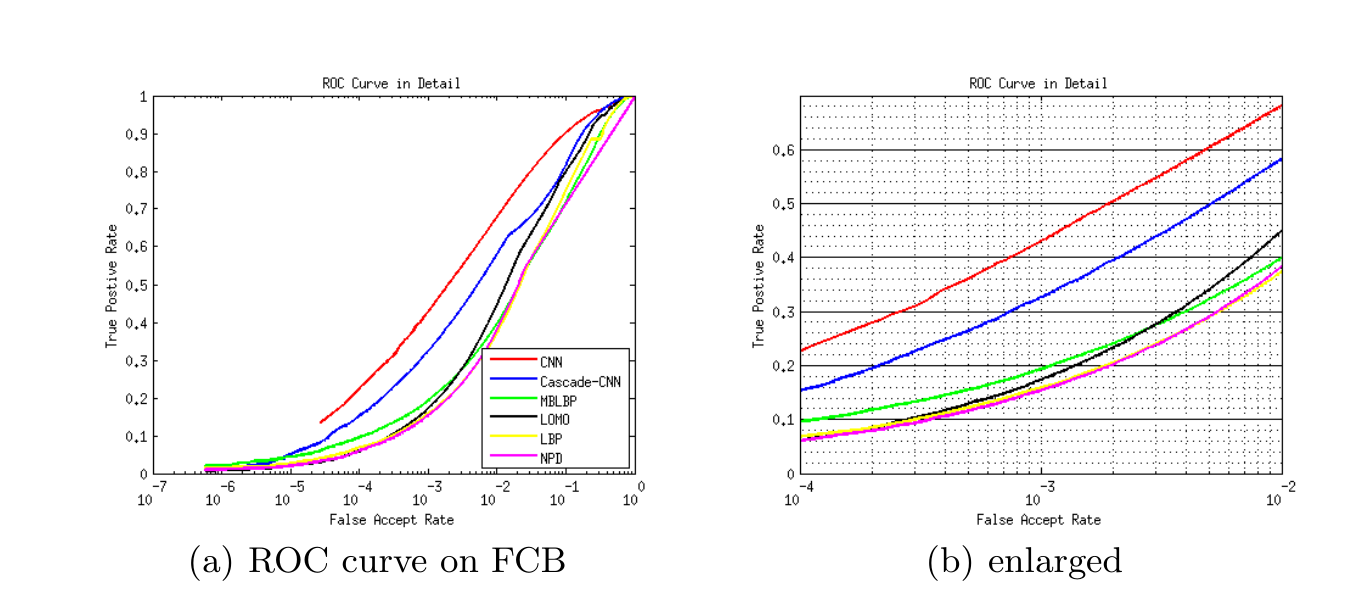 ROC Curve in Detail
1
0.9
0.8
0.7
0.6
0.5
0.4
0.3
0.2
0.1
0
True Postive Rate
CNN
Cascade-CNN
MBLBP
LOMO
LBP
NPD
10^-7 10^-6 10^-5 10^-4 10^-3 10^-2 10^-1 10^0
False Accept Rate
(a) ROC curve on FCB
ROC Curve in Detail
0.6
0.5
0.4
0.3
0.2
0.1
0
True Postive Rate
10^-4 10^-3 10^-2
False Accept Rate
(b) enlarged